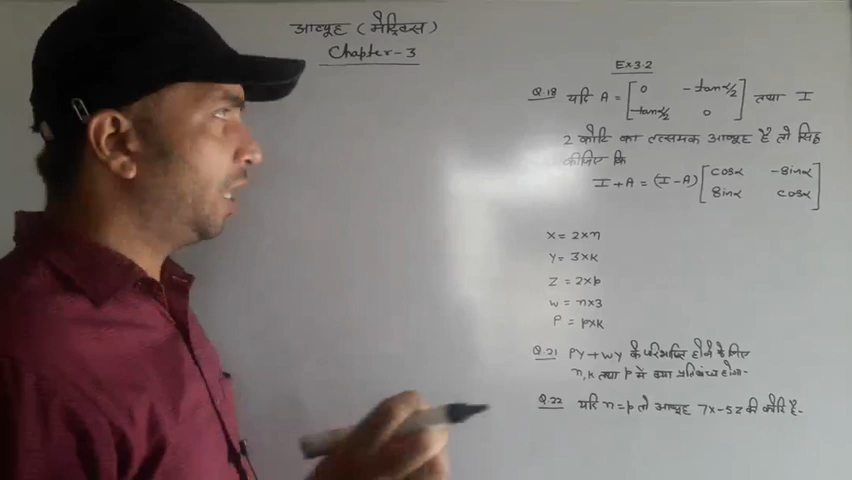 आव्यूह (मैट्रिक्स)
Chapter-3
Ex 3.2
Q.18 यदि A = [0 -tanα/2
tanα/2 0] तथा I
2 कोटि का तत्समक आव्यूह है तो सिद्ध
कीजिए कि
I+A = (I-A) [cosα -sinα
sinα cosα]
X = 2×n
Y = 3×k
Z = 2×p
W = n×3
P = p×k
Q.21 PY+WY के परिभाषित होने के लिए
n, k तथा p में क्या प्रतिबन्ध होगा-
Q.22 यदि n=p तो आव्यूह 7X-5Z की कोटि है-